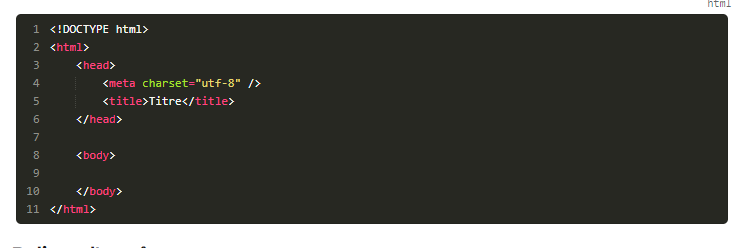 html
1 <!DOCTYPE html>
2 <html>
3 <head>
4 <meta charset="utf-8" />
5 <title>Titre</title>
6 </head>
7
8 <body>
9
10 </body>
11 </html>